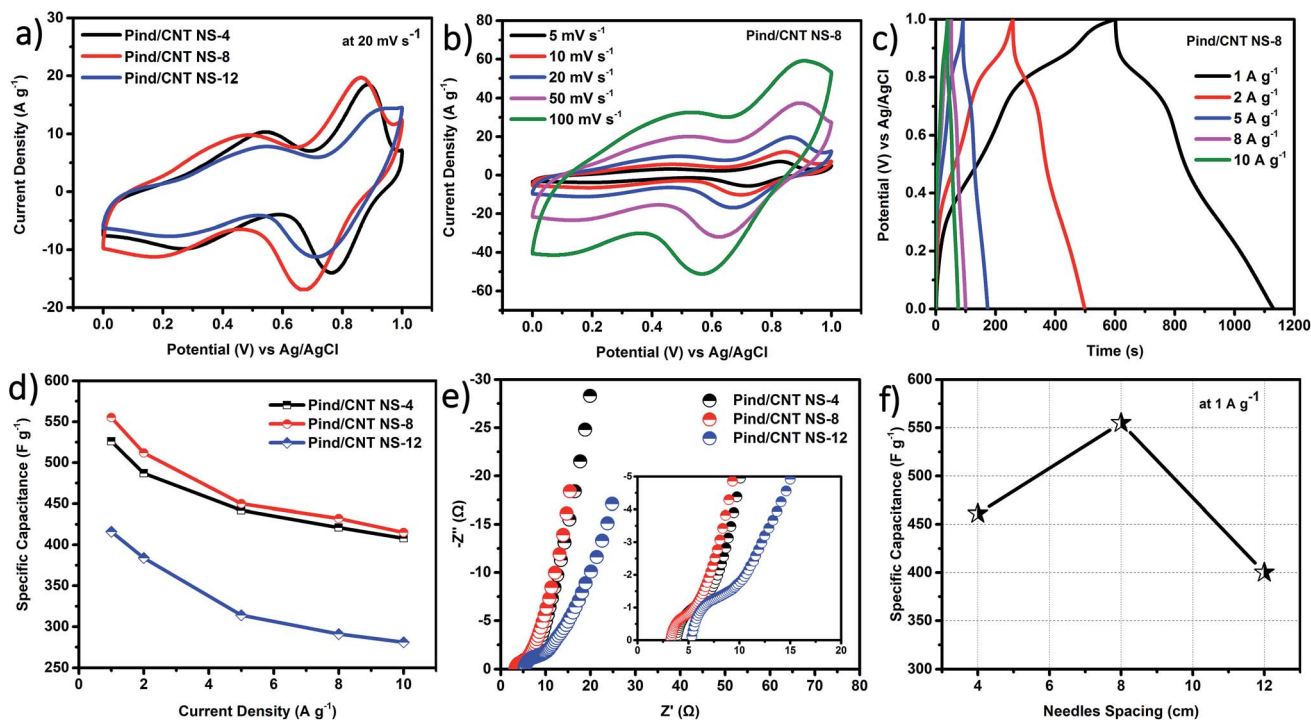 a)
Pind/CNT NS-4
Pind/CNT NS-8
Pind/CNT NS-12
at 20 mV s⁻¹
30
20
10
0
-10
-20
Current Density (A g⁻¹)
0.0 0.2 0.4 0.6 0.8 1.0
Potential (V) vs Ag/AgCl
b)
5 mV s⁻¹
10 mV s⁻¹
20 mV s⁻¹
50 mV s⁻¹
100 mV s⁻¹
Pind/CNT NS-8
80
60
40
20
0
-20
-40
-60
Current Density (A g⁻¹)
0.0 0.2 0.4 0.6 0.8 1.0
Potential (V) vs Ag/AgCl
c)
Pind/CNT NS-8
1 A g⁻¹
2 A g⁻¹
5 A g⁻¹
8 A g⁻¹
10 A g⁻¹
1.0
0.8
0.6
0.4
0.2
0.0
Potential (V) vs Ag/AgCl
0 200 400 600 800 1000 1200
Time (s)
d)
Pind/CNT NS-4
Pind/CNT NS-8
Pind/CNT NS-12
600
550
500
450
400
350
300
250
Specific Capacitance (F g⁻¹)
0 2 4 6 8 10
Current Density (A g⁻¹)
e)
Pind/CNT NS-4
Pind/CNT NS-8
Pind/CNT NS-12
-30
-25
-20
-15
-10
-5
0
-Z'' (Ω)
0 10 20 30 40 50 60 70 80
Z' (Ω)
-5
-4
-3
-2
-1
0
0 5 10 15 20
f)
at 1 A g⁻¹
600
550
500
450
400
350
300
Specific Capacitance (F g⁻¹)
4 6 8 10 12
Needles Spacing (cm)